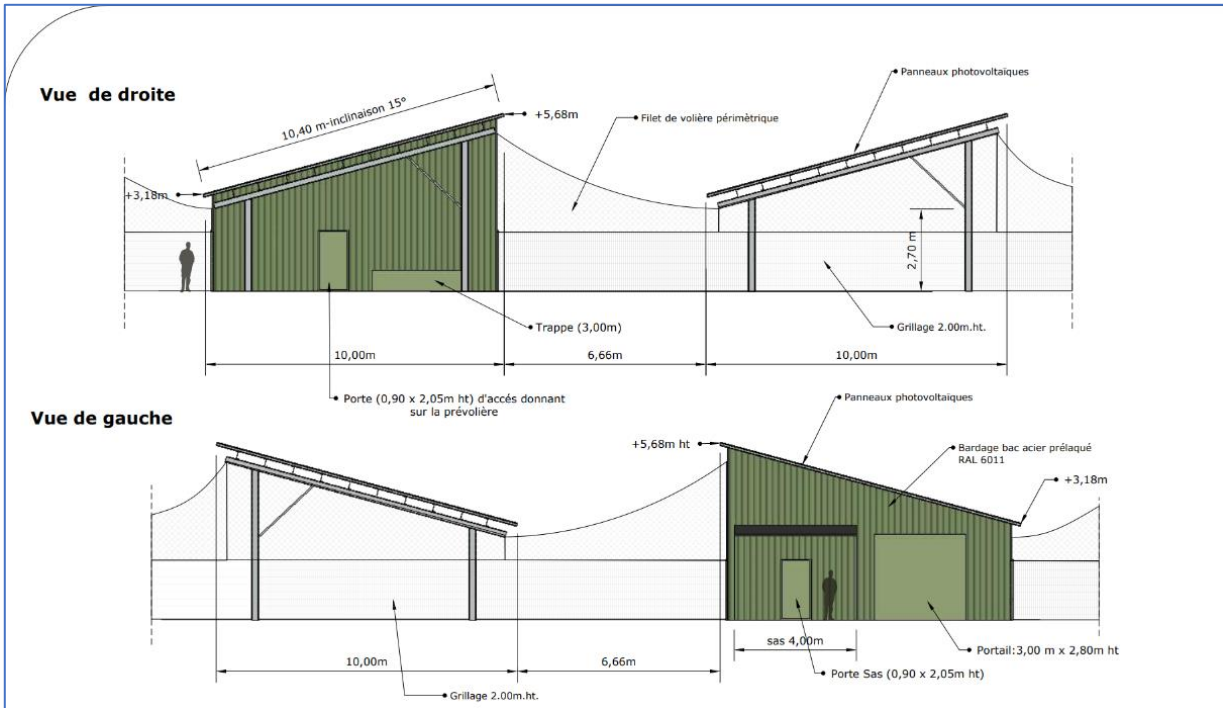 Vue de droite
10,40 m-inclinaison 15°
+5,68m
+3,18m
Filet de volière périmètrique
Panneaux photovoltaïques
2,70 m
Trappe (3,00m)
Grillage 2.00m.ht.
10,00m
6,66m
10,00m
Porte (0,90 x 2,05m ht) d'accés donnant
sur la prévolière
Vue de gauche
Panneaux photovoltaïques
+5,68m ht
Bardage bac acier prélaqué
RAL 6011
+3,18m
sas 4,00m
10,00m
6,66m
Portail:3,00 m x 2,80m ht
Porte Sas (0,90 x 2,05m ht)
Grillage 2.00m.ht.